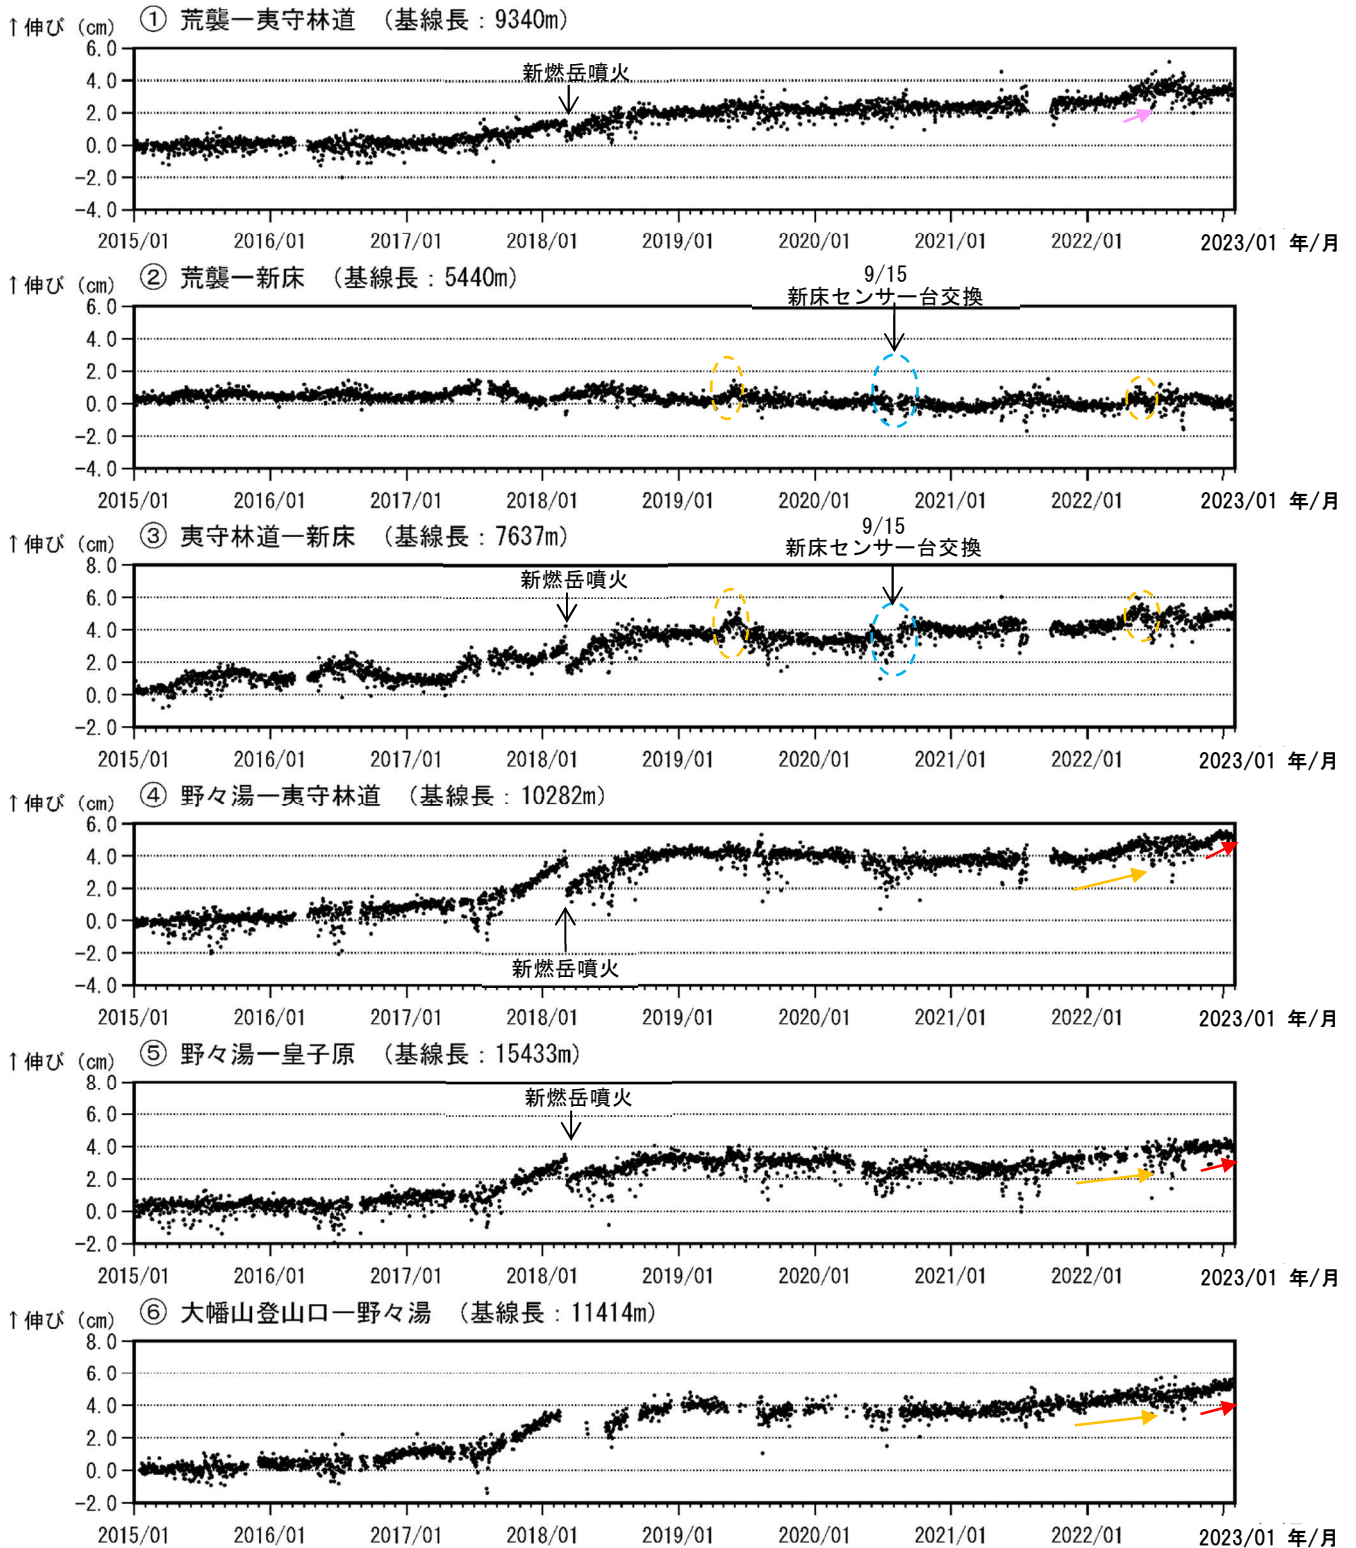 ↑伸び (cm) ① 荒襲ー夷守林道 (基線長：9340m)
6.0
4.0
2.0
0.0
-2.0
-4.0
新燃岳噴火
2015/01 2016/01 2017/01 2018/01 2019/01 2020/01 2021/01 2022/01 2023/01 年/月
↑伸び (cm) ② 荒襲ー新床 (基線長：5440m)
9/15
新床センサー台交換
6.0
4.0
2.0
0.0
-2.0
-4.0
2015/01 2016/01 2017/01 2018/01 2019/01 2020/01 2021/01 2022/01 2023/01 年/月
↑伸び (cm) ③ 夷守林道ー新床 (基線長：7637m)
9/15
新床センサー台交換
8.0
6.0
4.0
2.0
0.0
-2.0
新燃岳噴火
2015/01 2016/01 2017/01 2018/01 2019/01 2020/01 2021/01 2022/01 2023/01 年/月
↑伸び (cm) ④ 野々湯ー夷守林道 (基線長：10282m)
6.0
4.0
2.0
0.0
-2.0
-4.0
新燃岳噴火
2015/01 2016/01 2017/01 2018/01 2019/01 2020/01 2021/01 2022/01 2023/01 年/月
↑伸び (cm) ⑤ 野々湯ー皇子原 (基線長：15433m)
8.0
6.0
4.0
2.0
0.0
-2.0
新燃岳噴火
2015/01 2016/01 2017/01 2018/01 2019/01 2020/01 2021/01 2022/01 2023/01 年/月
↑伸び (cm) ⑥ 大幡山登山口ー野々湯 (基線長：11414m)
8.0
6.0
4.0
2.0
0.0
-2.0
2015/01 2016/01 2017/01 2018/01 2019/01 2020/01 2021/01 2022/01 2023/01 年/月